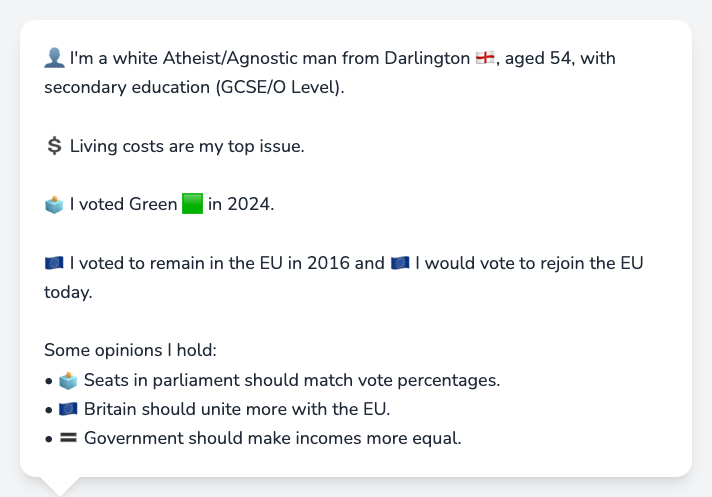 👤 I'm a white Atheist/Agnostic man from Darlington 🏴󠁧󠁢󠁥󠁮󠁧󠁿, aged 54, with
secondary education (GCSE/O Level).
💲 Living costs are my top issue.
🗳️ I voted Green 🟩 in 2024.
🇪🇺 I voted to remain in the EU in 2016 and 🇪🇺 I would vote to rejoin the EU
today.
Some opinions I hold:
• 🗳️ Seats in parliament should match vote percentages.
• 🇪🇺 Britain should unite more with the EU.
• 🟰 Government should make incomes more equal.